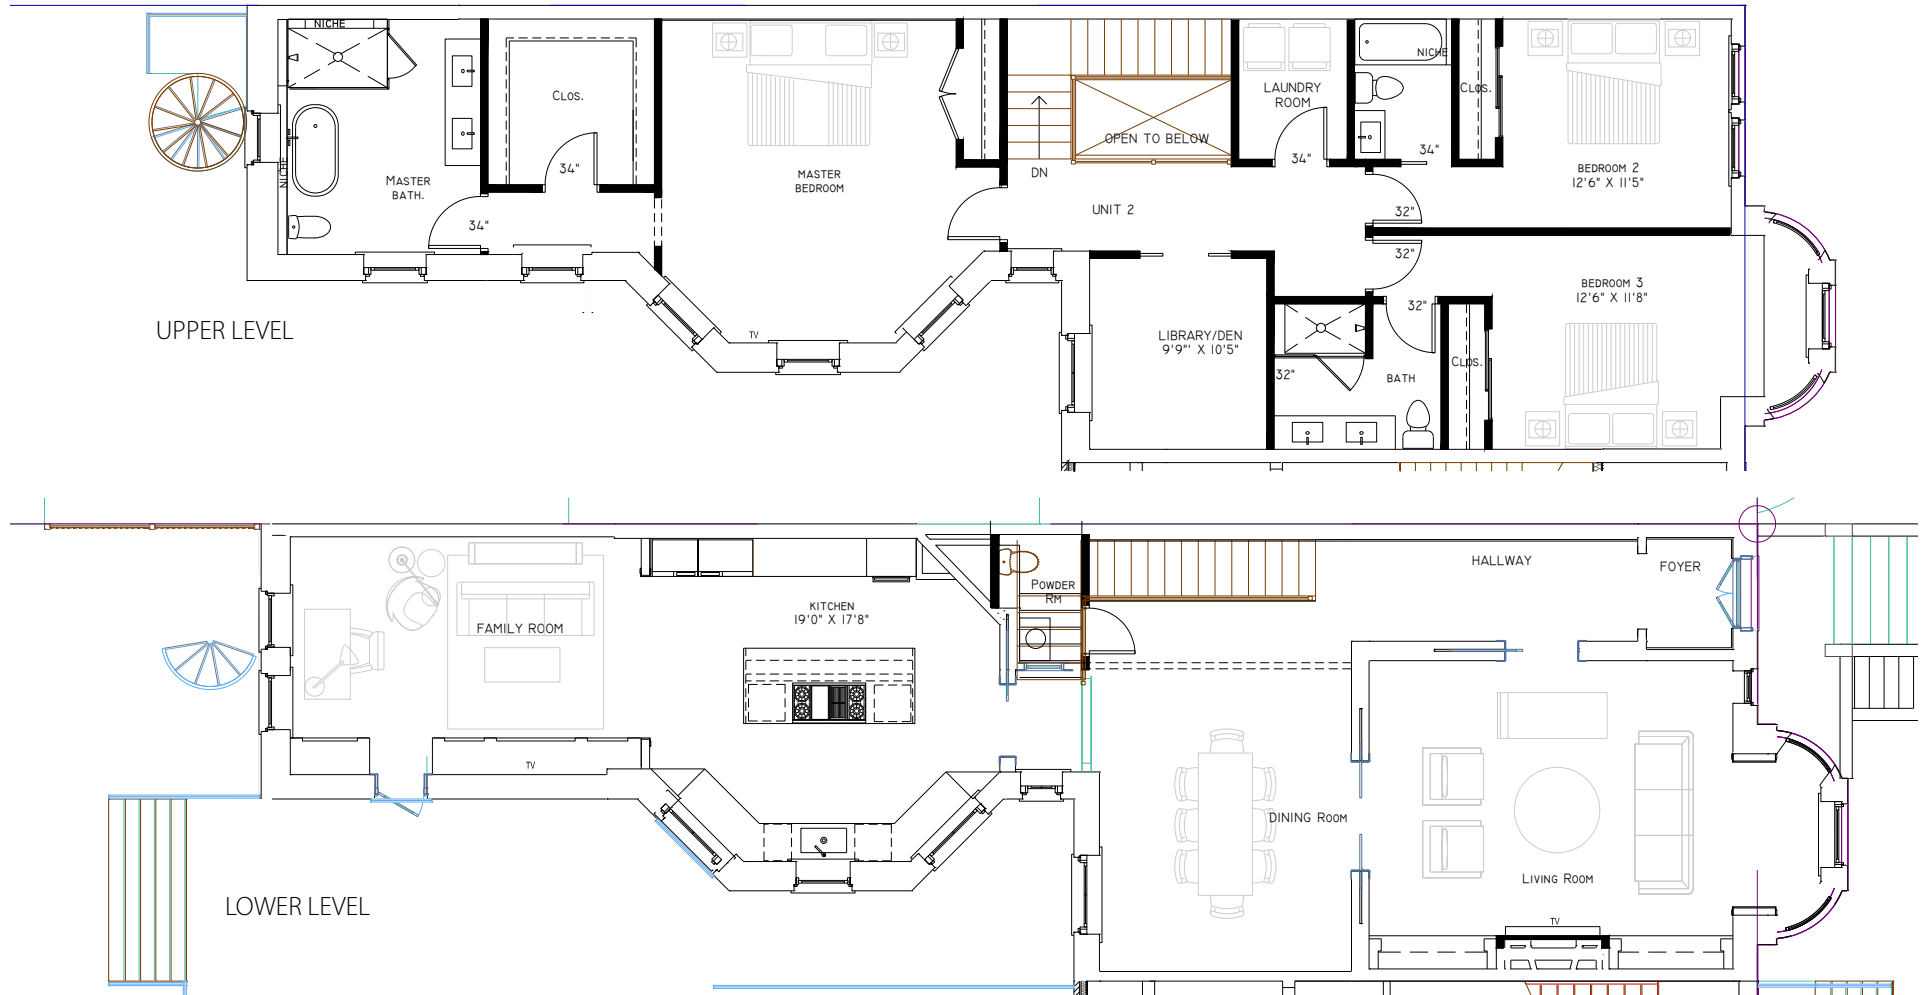 NICHE
NICHE
Clos.
LAUNDRY
ROOM
NICHE
Clos.
OPEN TO BELOW
34"
34"
34"
NICHE
MASTER
BATH.
MASTER
BEDROOM
DN
BEDROOM 2
12'6" X 11'5"
34"
UNIT 2
32"
32"
BEDROOM 3
12'6" X 11'8"
32"
UPPER LEVEL
TV
LIBRARY/DEN
9'9"' X 10'5"
Clos.
32"
BATH
HALLWAY
FOYER
POWDER
RM
KITCHEN
19'0" X 17'8"
FAMILY ROOM
TV
DINING ROOM
LIVING ROOM
LOWER LEVEL
TV